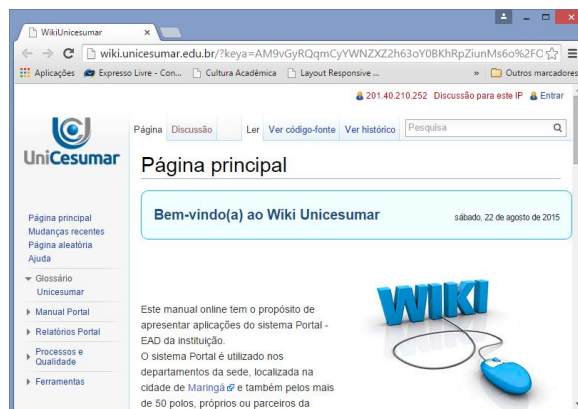 WikiUnicesumar
wiki.unicesumar.edu.br/?keya=AM9vGyRQqmCyYWNZXZ2h63oY0BKhRpZiunMs6o%2FC
Aplicações Expresso Livre - Con... Cultura Acadêmica Layout Responsive ... » Outros marcadores
201.40.210.252 Discussão para este IP Entrar
UniCesumar
Página Discussão Ler Ver código-fonte Ver histórico Pesquisa
Página principal
Bem-vindo(a) ao Wiki Unicesumar sábado, 22 de agosto de 2015
Página principal
Mudanças recentes
Página aleatória
Ajuda
Glossário
Unicesumar
Manual Portal
Relatórios Portal
Processos e
Qualidade
Ferramentas
WIKI
Este manual online tem o propósito de
apresentar aplicações do sistema Portal -
EAD da instituição.
O sistema Portal é utilizado nos
departamentos da sede, localizada na
cidade de Maringá e também pelos mais
de 50 polos, próprios ou parceiros da